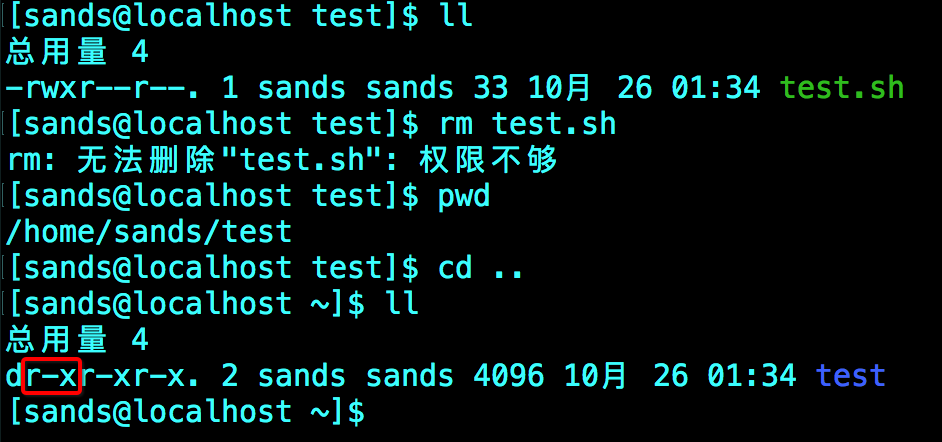 [sands@localhost test]$ ll
总用量 4
-rwxr--r--. 1 sands sands 33 10月 26 01:34 test.sh
[sands@localhost test]$ rm test.sh
rm: 无法删除"test.sh": 权限不够
[sands@localhost test]$ pwd
/home/sands/test
[sands@localhost test]$ cd ..
[sands@localhost ~]$ ll
总用量 4
dr-xr-xr-x. 2 sands sands 4096 10月 26 01:34 test
[sands@localhost ~]$